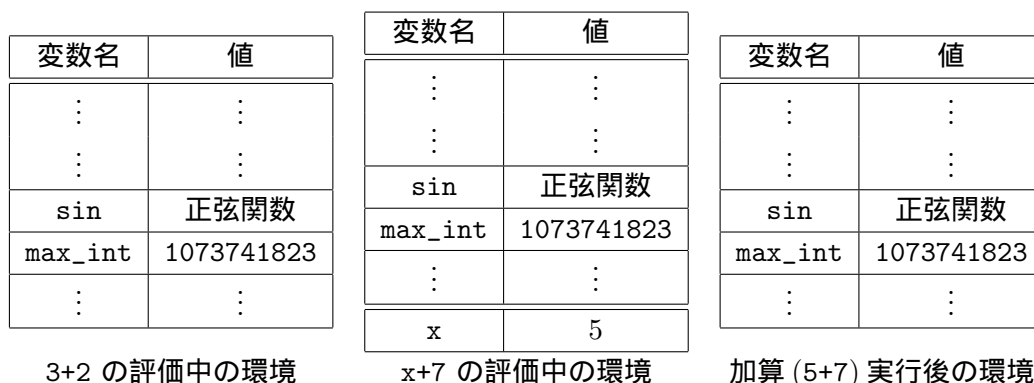 変数名 値
⋮ ⋮
⋮ ⋮
sin 正弦関数
max_int 1073741823
⋮ ⋮
3+2 の評価中の環境
変数名 値
⋮ ⋮
⋮ ⋮
sin 正弦関数
max_int 1073741823
⋮ ⋮
x 5
x+7 の評価中の環境
変数名 値
⋮ ⋮
⋮ ⋮
sin 正弦関数
max_int 1073741823
⋮ ⋮
加算 (5+7) 実行後の環境